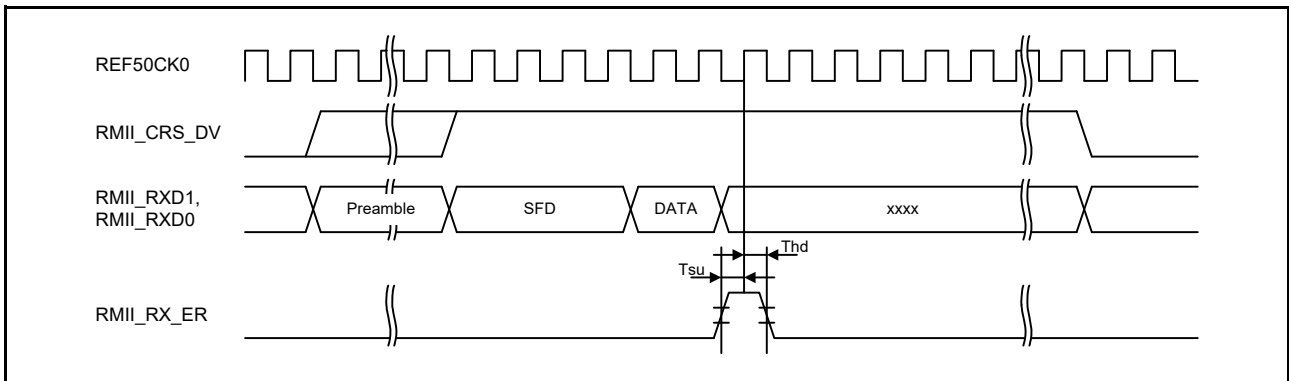 REF50CK0
RMII_CRS_DV
RMII_RXD1,
RMII_RXD0
Preamble
SFD
DATA
xxxx
Thd
Tsu
RMII_RX_ER